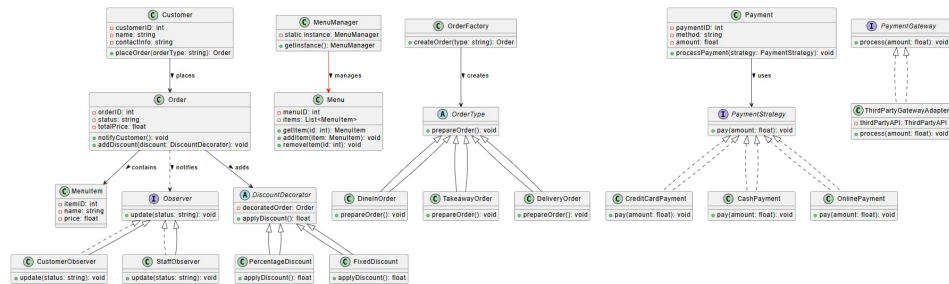 C Customer
customerID: int
name: string
contactInfo: string
placeOrder(orderType: string): Order
C MenuManager
static instance: MenuManager
getInstance(): MenuManager
C OrderFactory
createOrder(type: string): Order
C Payment
paymentID: int
method: string
amount: float
processPayment(strategy: PaymentStrategy): void
I PaymentGateway
process(amount: float): void
places
manages
creates
uses
C Order
orderID: int
status: string
totalPrice: float
notifyCustomer(): void
addDiscount(discount: DiscountDecorator): void
C Menu
menuID: int
items: List<MenuItem>
getItem(id: int): MenuItem
addItem(item: MenuItem): void
removeItem(id: int): void
A OrderType
prepareOrder(): void
I PaymentStrategy
pay(amount: float): void
C ThirdPartyGatewayAdapter
thirdPartyAPI: ThirdPartyAPI
process(amount: float): void
contains
notifies
adds
C MenuItem
itemID: int
name: string
price: float
I Observer
update(status: string): void
A DiscountDecorator
decoratedOrder: Order
applyDiscount(): float
C DineInOrder
prepareOrder(): void
C TakeawayOrder
prepareOrder(): void
C DeliveryOrder
prepareOrder(): void
C CreditCardPayment
pay(amount: float): void
C CashPayment
pay(amount: float): void
C OnlinePayment
pay(amount: float): void
C CustomerObserver
update(status: string): void
C StaffObserver
update(status: string): void
C PercentageDiscount
applyDiscount(): float
C FixedDiscount
applyDiscount(): float